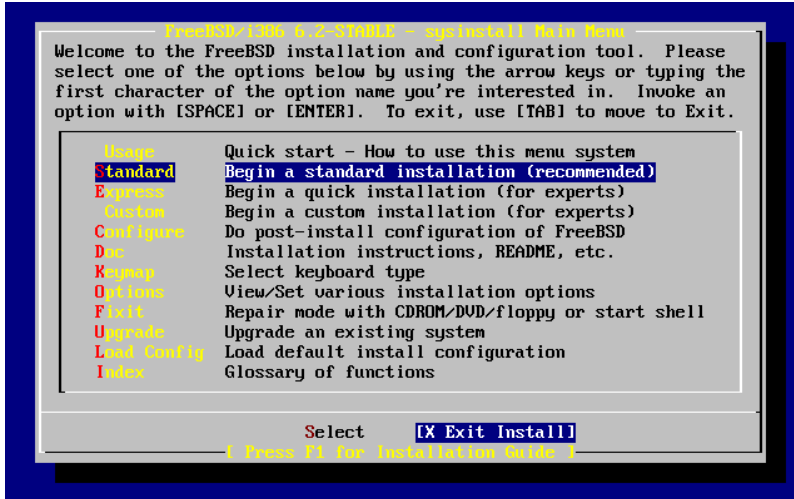 FreeBSD/i386 6.2-STABLE - sysinstall Main Menu
Welcome to the FreeBSD installation and configuration tool.  Please
select one of the options below by using the arrow keys or typing the
first character of the option name you're interested in.  Invoke an
option with [SPACE] or [ENTER].  To exit, use [TAB] to move to Exit.
Usage Quick start - How to use this menu system
Standard Begin a standard installation (recommended)
Express Begin a quick installation (for experts)
Custom Begin a custom installation (for experts)
Configure Do post-install configuration of FreeBSD
Doc Installation instructions, README, etc.
Keymap Select keyboard type
Options View/Set various installation options
Fixit Repair mode with CDROM/DVD/floppy or start shell
Upgrade Upgrade an existing system
Load Config Load default install configuration
Index Glossary of functions
Select [X Exit Install]
[ Press F1 for Installation Guide ]